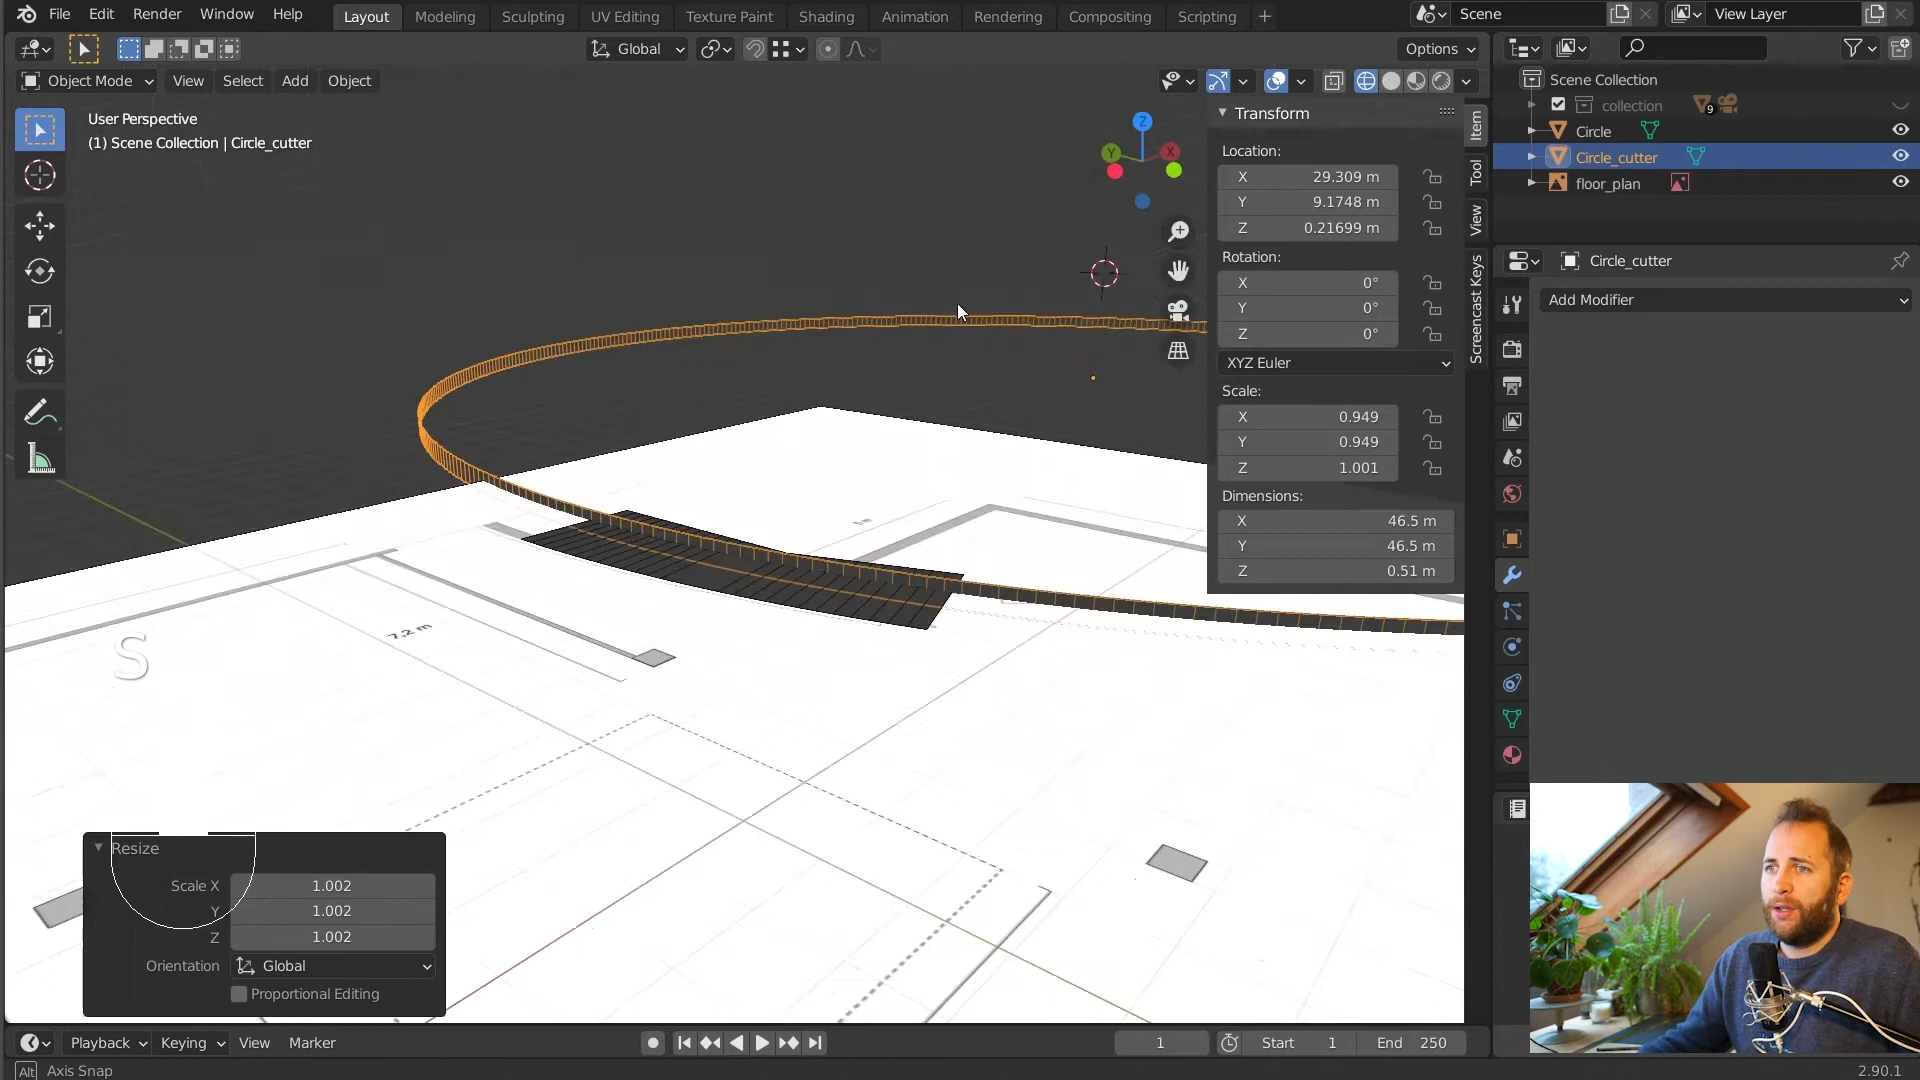 File Edit Render Window Help
Layout Modeling Sculpting UV Editing Texture Paint Shading Animation Rendering Compositing Scripting
Scene
View Layer
Global
Options
Object Mode View Select Add Object
User Perspective
(1) Scene Collection | Circle_cutter
Z
Y
X
Transform
Location:
X 29.309 m
Y 9.1748 m
Z 0.21699 m
Rotation:
X 0°
Y 0°
Z 0°
XYZ Euler
Scale:
X 0.949
Y 0.949
Z 1.001
Dimensions:
X 46.5 m
Y 46.5 m
Z 0.51 m
Item
Tool
View
Screencast Keys
Scene Collection
collection 9
Circle
Circle_cutter
floor_plan
Circle_cutter
Add Modifier
7,2 m
S
Resize
Scale X 1.002
Y 1.002
Z 1.002
Orientation Global
Proportional Editing
Playback Keying View Marker
1
Start 1
End 250
Alt Axis Snap
2.90.1